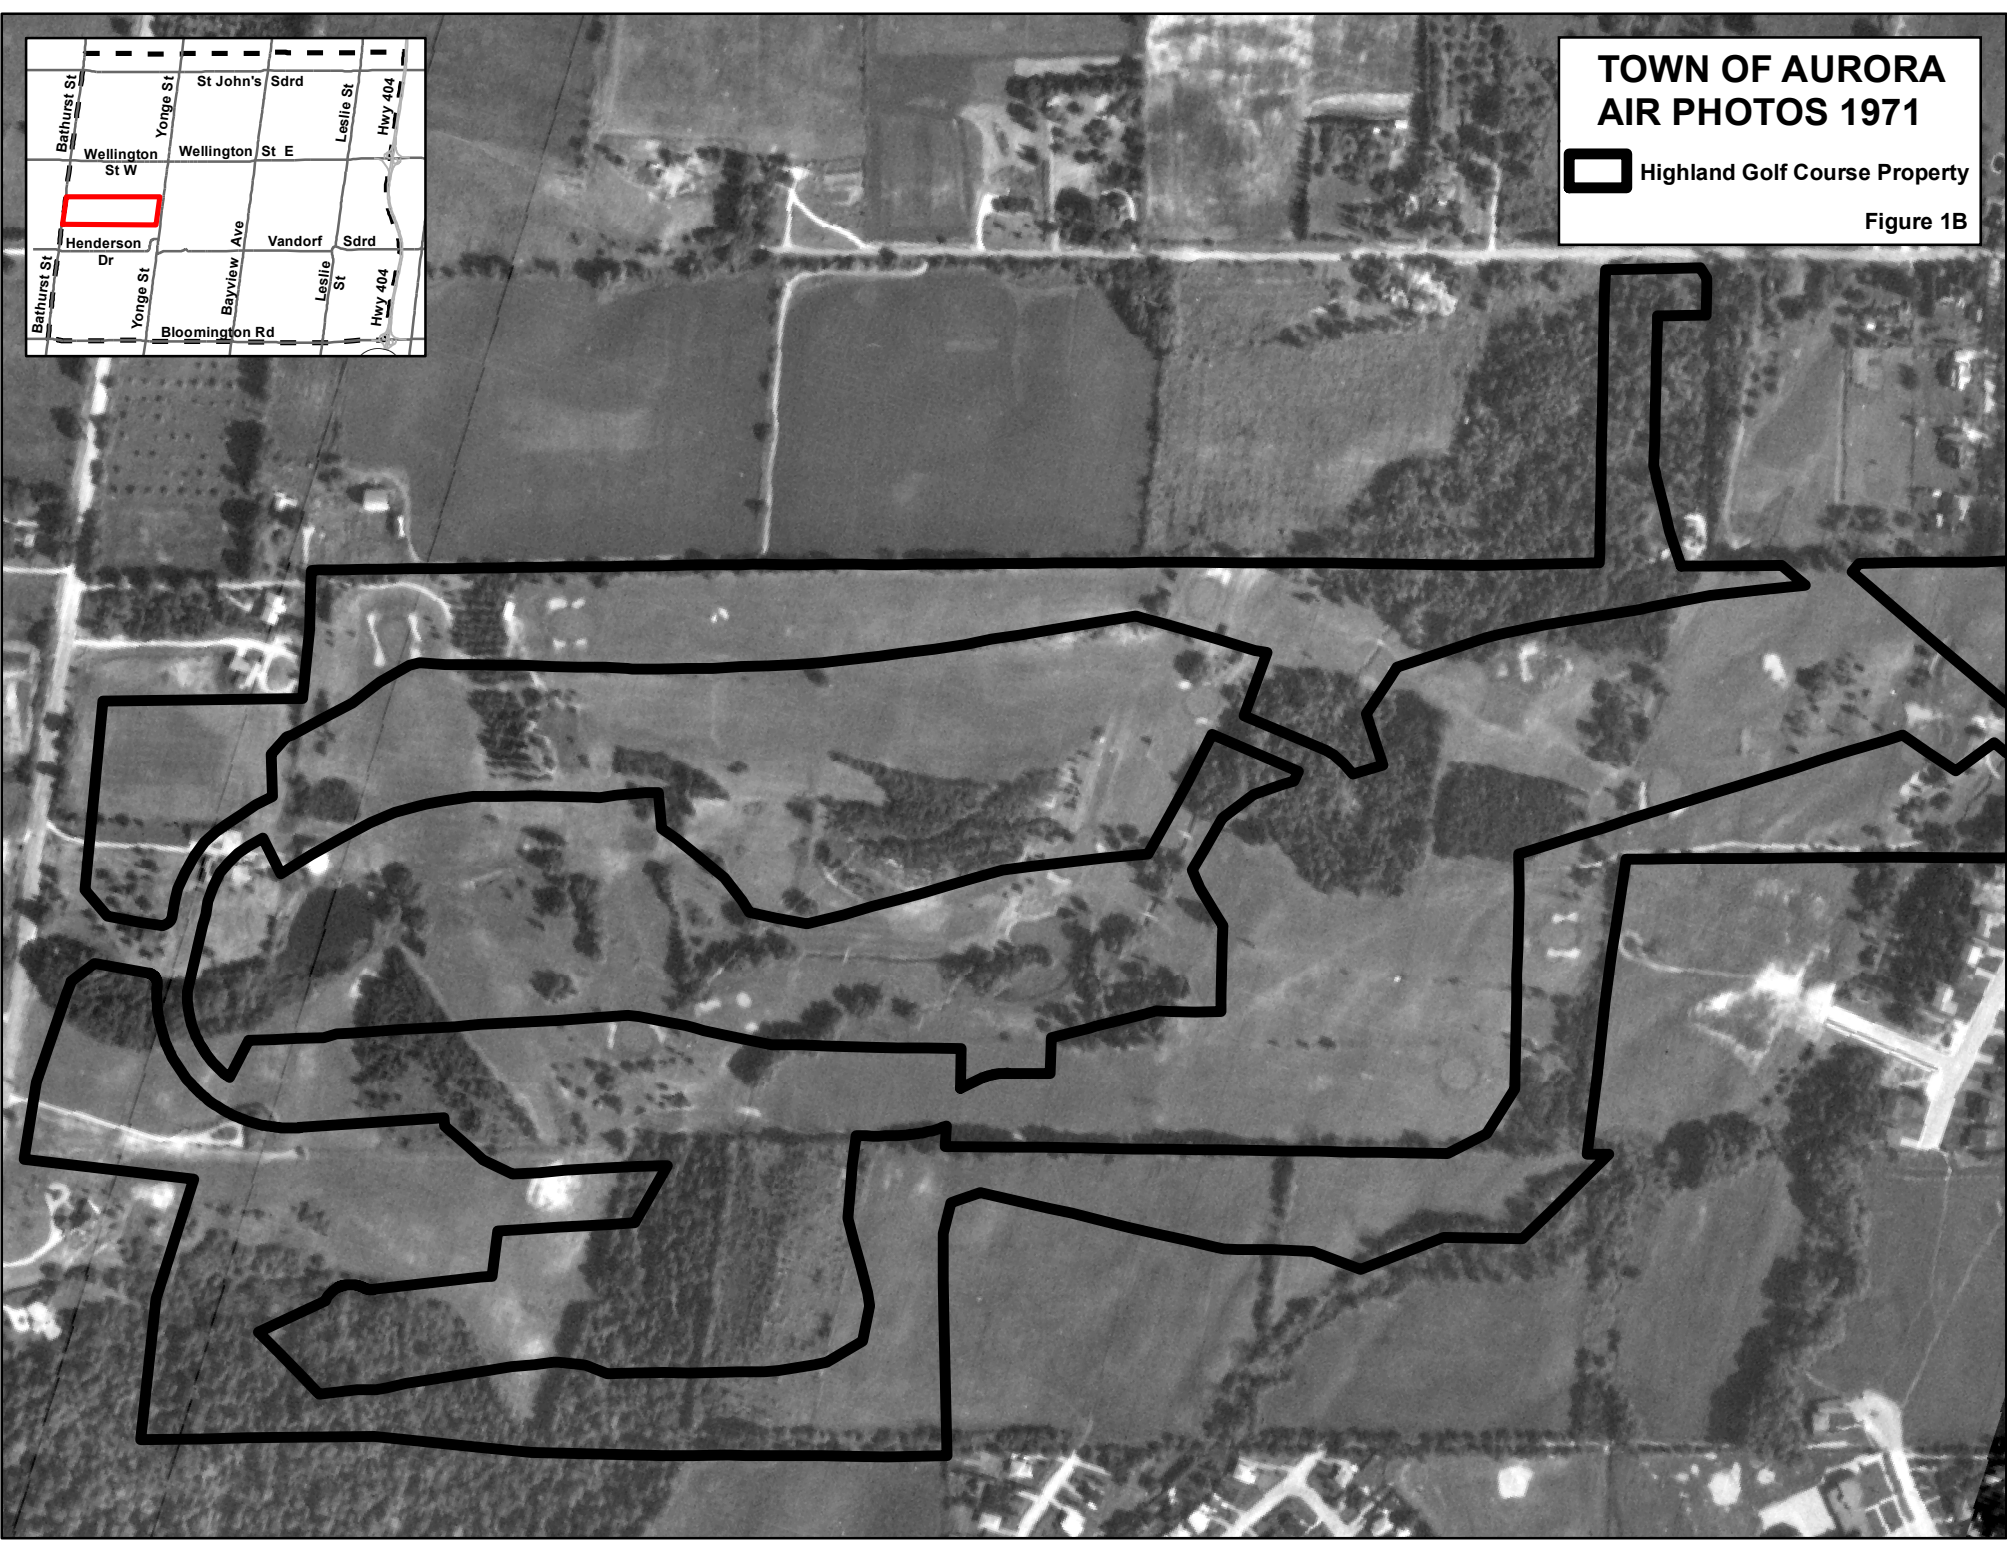 TOWN OF AURORA
AIR PHOTOS 1971
Highland Golf Course Property
Figure 1B
St John's Sdrd
Bathurst St
Yonge St
Leslie St
Hwy 404
Wellington
St W
Wellington St E
Henderson
Dr
Bayview Ave
Vandorf Sdrd
Bathurst St
Yonge St
Leslie
St
Hwy 404
Bloomington Rd